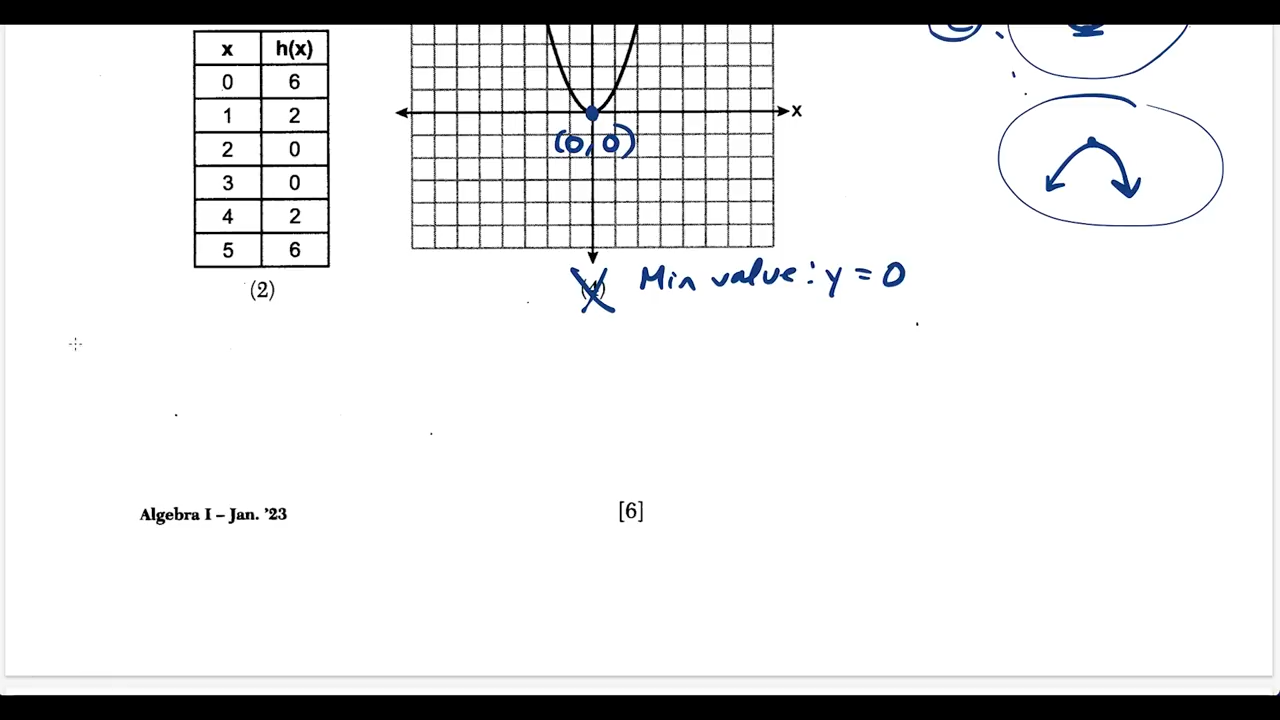 x h(x)
0 6
1 2
2 0
3 0
4 2
5 6
(2)
x
(0,0)
(4) Min value: y = 0
Algebra I – Jan. ’23
[6]